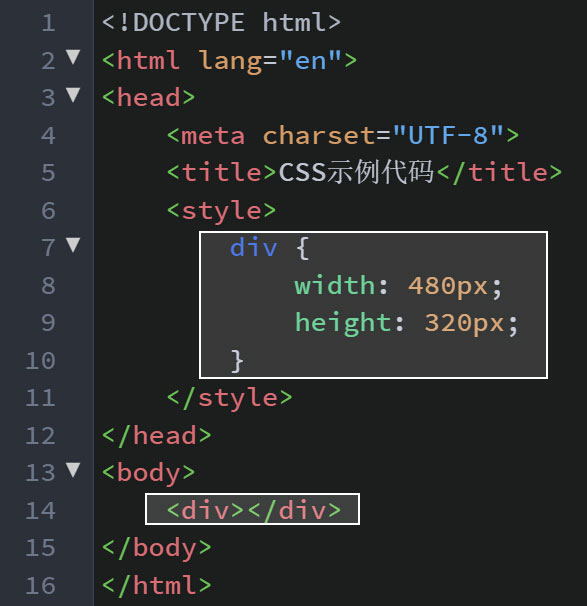 1 <!DOCTYPE html>
2 <html lang="en">
3 <head>
4     <meta charset="UTF-8">
5     <title>CSS示例代码</title>
6     <style>
7         div {
8             width: 480px;
9             height: 320px;
10         }
11     </style>
12 </head>
13 <body>
14     <div></div>
15 </body>
16 </html>